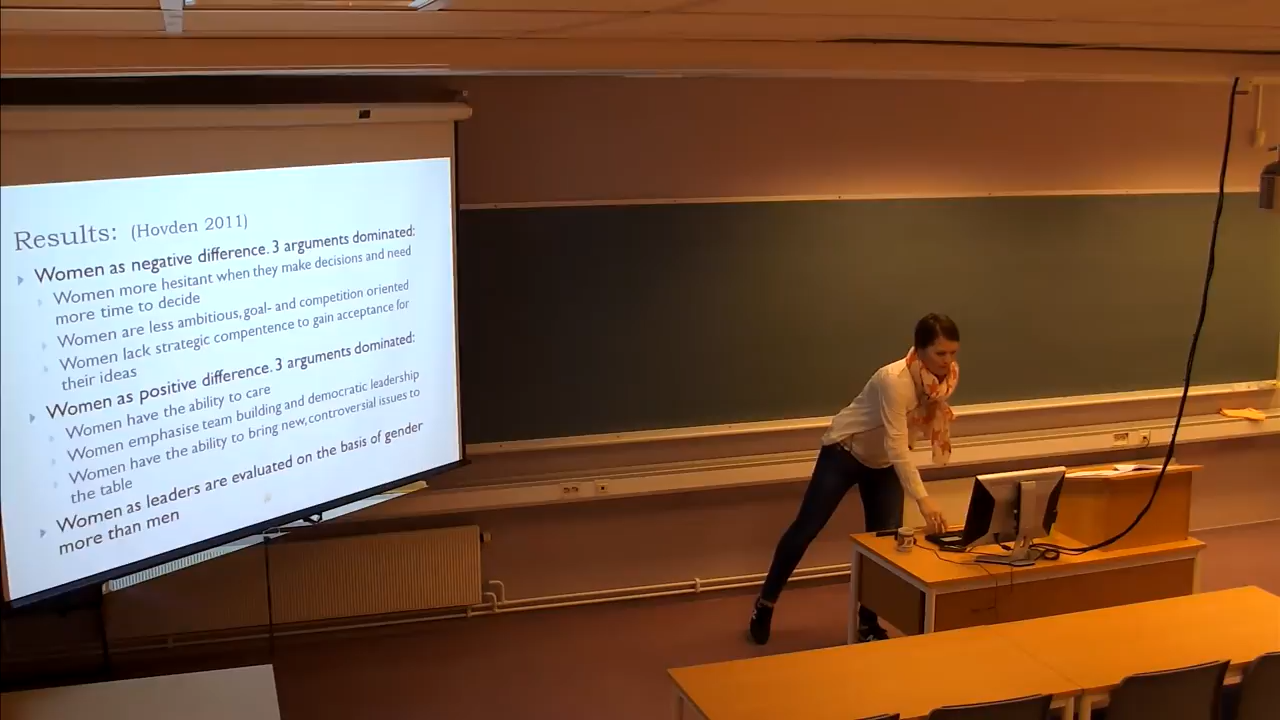 Results: (Hovden 2011)
Women as negative difference. 3 arguments dominated:
Women more hesitant when they make decisions and need
more time to decide
Women are less ambitious, goal- and competition oriented
Women lack strategic compentence to gain acceptance for
their ideas
Women as positive difference. 3 arguments dominated:
Women have the ability to care
Women emphasise team building and democratic leadership
Women have the ability to bring new, controversial issues to
the table
Women as leaders are evaluated on the basis of gender
more than men